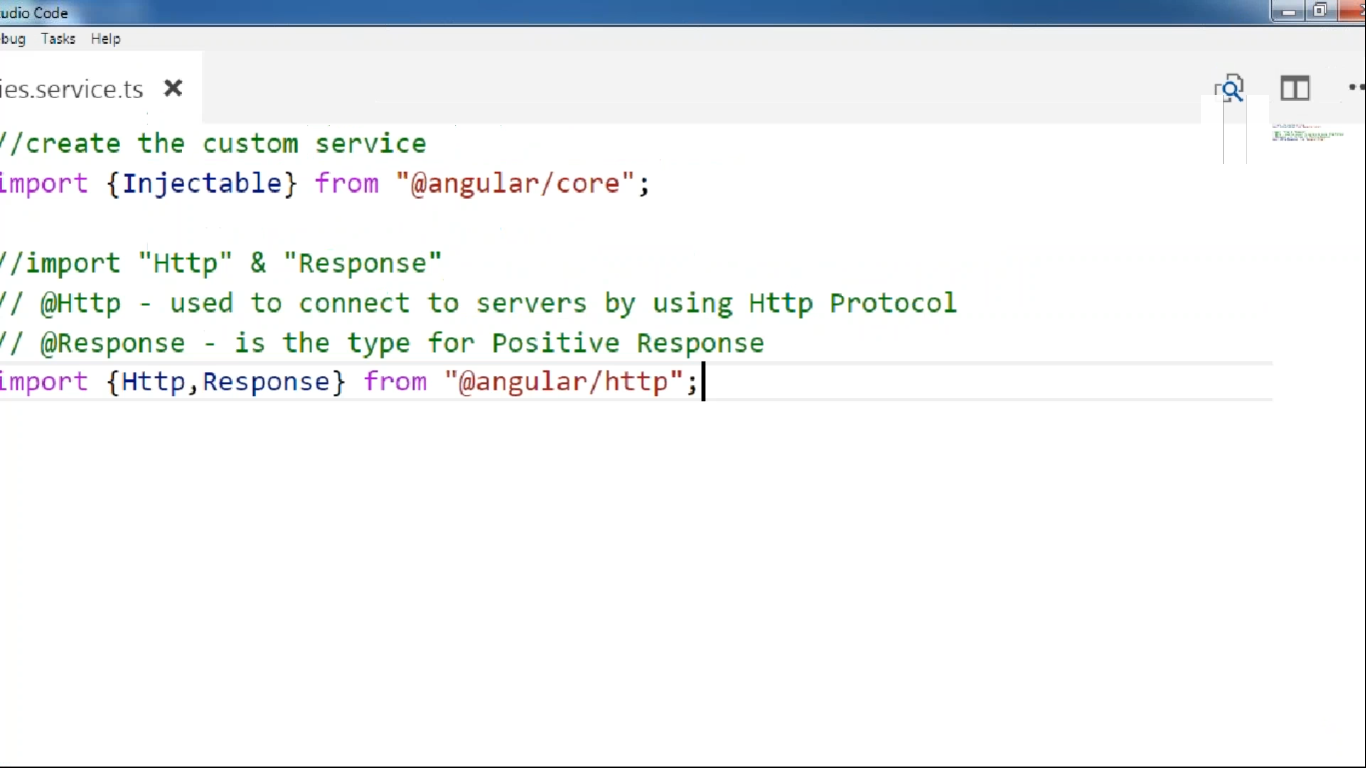 udio Code
bug Tasks Help
ies.service.ts
//create the custom service
import {Injectable} from "@angular/core";
//import "Http" & "Response"
// @Http - used to connect to servers by using Http Protocol
// @Response - is the type for Positive Response
import {Http,Response} from "@angular/http";